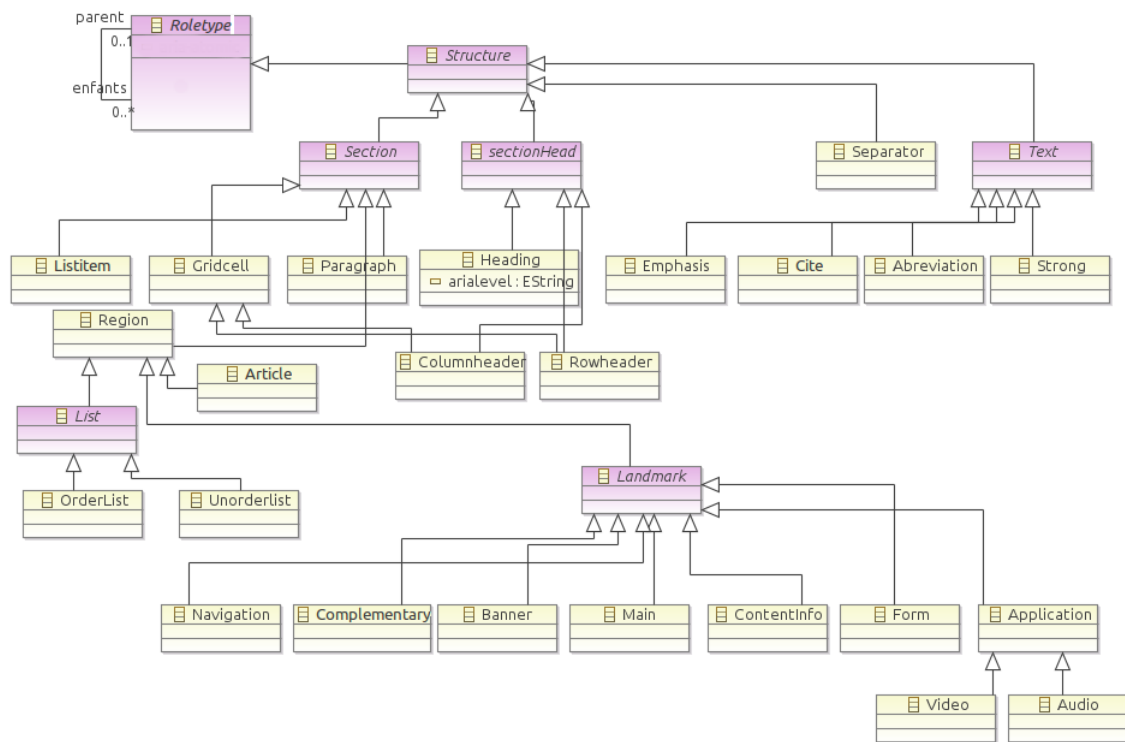 parent
Roletype
0..1
enfants
0..*
Structure
Section
sectionHead
Separator
Text
Listitem
Gridcell
Paragraph
Heading
arialevel : EString
Emphasis
Cite
Abreviation
Strong
Region
Columnheader
Rowheader
Article
List
OrderList
Unorderlist
Landmark
Navigation
Complementary
Banner
Main
ContentInfo
Form
Application
Video
Audio